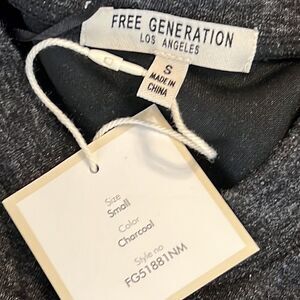 FREE GENERATION
LOS ANGELES
S
MADE IN
CHINA
Size
Small
Color
Charcoal
Style no
FG51881NM